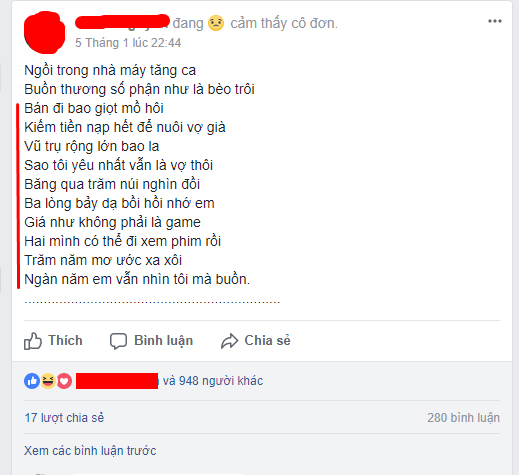 đang cảm thấy cô đơn.
5 Tháng 1 lúc 22:44
Ngồi trong nhà máy tăng ca
Buồn thương số phận như là bèo trôi
Bán đi bao giọt mồ hôi
Kiếm tiền nạp hết để nuôi vợ già
Vũ trụ rộng lớn bao la
Sao tôi yêu nhất vẫn là vợ thôi
Băng qua trăm núi nghìn đồi
Ba lòng bảy dạ bồi hồi nhớ em
Giá như không phải là game
Hai mình có thể đi xem phim rồi
Trăm năm mơ ước xa xôi
Ngàn năm em vẫn nhìn tôi mà buồn.
....................................................................
Thích Bình luận Chia sẻ
và 948 người khác
17 lượt chia sẻ 280 bình luận
Xem các bình luận trước